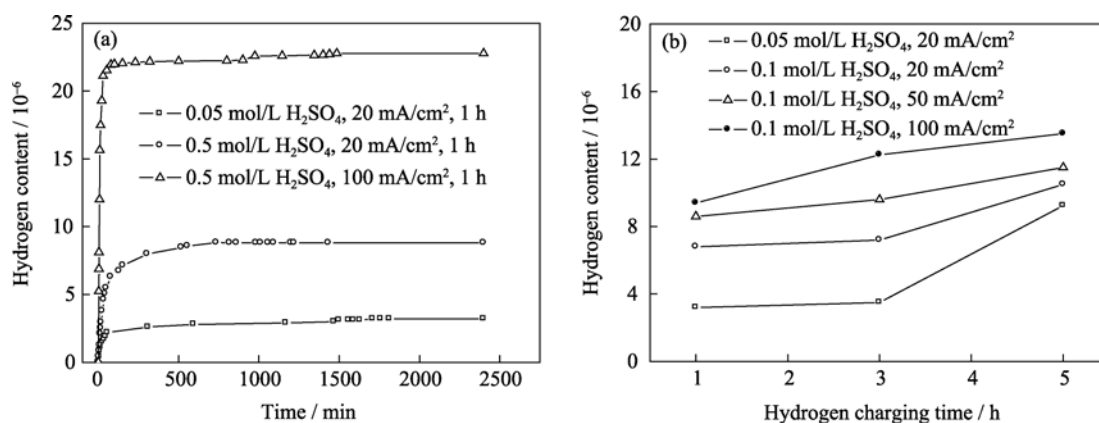 (a)
25
20
15
10
5
0
Hydrogen content / 10⁻⁶
0.05 mol/L H₂SO₄, 20 mA/cm², 1 h
0.5 mol/L H₂SO₄, 20 mA/cm², 1 h
0.5 mol/L H₂SO₄, 100 mA/cm², 1 h
0 500 1000 1500 2000 2500
Time / min
(b)
20
16
12
8
4
0
Hydrogen content / 10⁻⁶
0.05 mol/L H₂SO₄, 20 mA/cm²
0.1 mol/L H₂SO₄, 20 mA/cm²
0.1 mol/L H₂SO₄, 50 mA/cm²
0.1 mol/L H₂SO₄, 100 mA/cm²
1 2 3 4 5
Hydrogen charging time / h